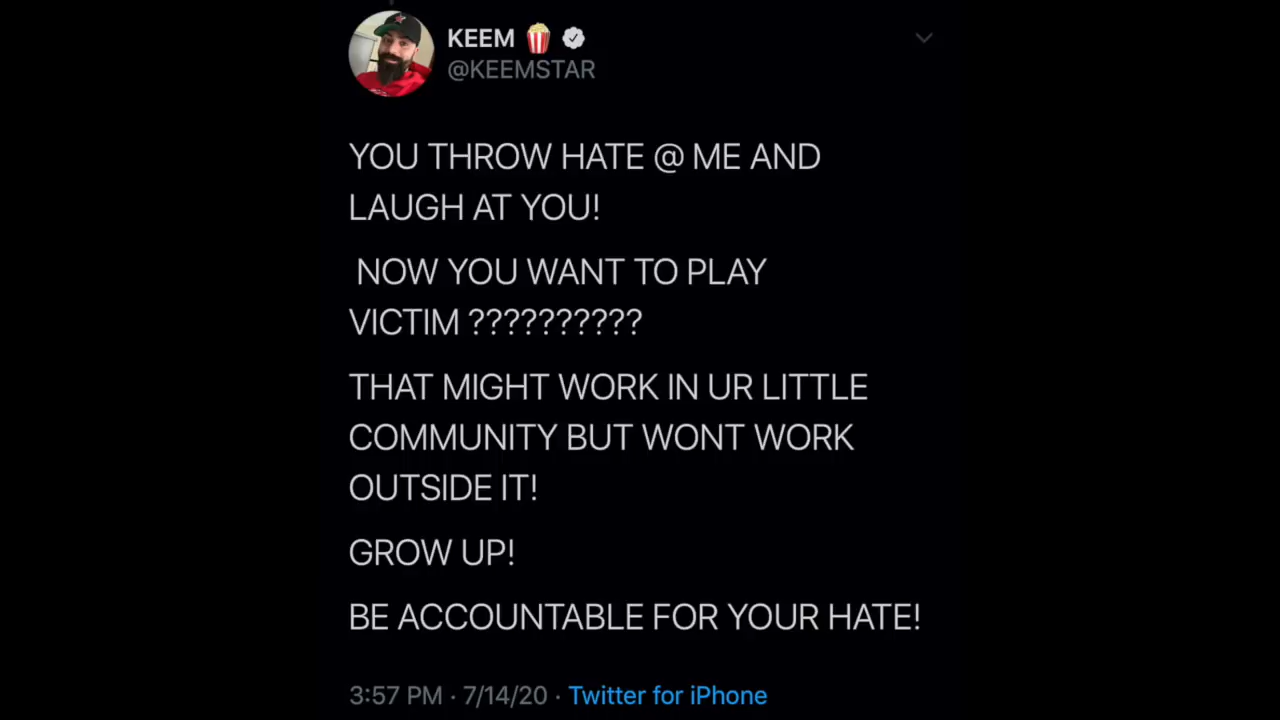 KEEM 🍿
@KEEMSTAR
YOU THROW HATE @ ME AND
LAUGH AT YOU!
NOW YOU WANT TO PLAY
VICTIM ??????????
THAT MIGHT WORK IN UR LITTLE
COMMUNITY BUT WONT WORK
OUTSIDE IT!
GROW UP!
BE ACCOUNTABLE FOR YOUR HATE!
3:57 PM · 7/14/20 · Twitter for iPhone